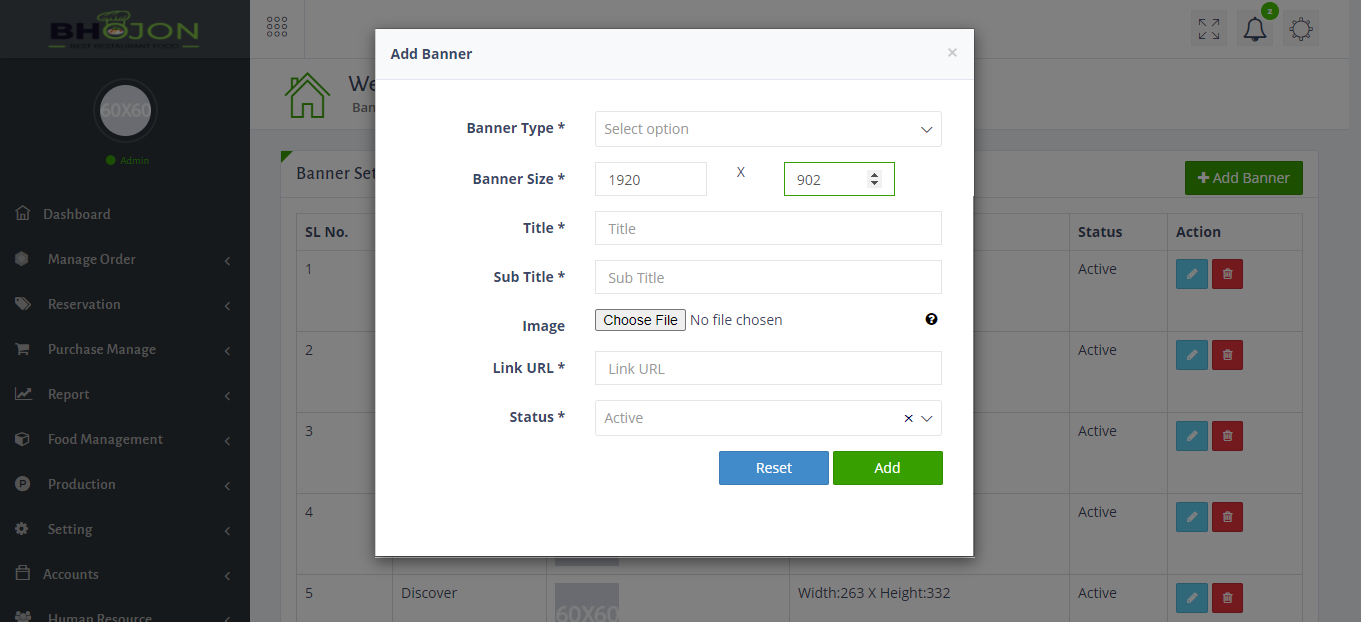 BHOJON
BEST RESTAURANT FOOD
2
60X60
Admin
We
Ban
Add Banner
×
Banner Type *
Select option
Banner Size *
1920
X
902
Title *
Title
Sub Title *
Sub Title
Image
Choose File
No file chosen
Link URL *
Link URL
Status *
Active
Reset
Add
Dashboard
Manage Order
Reservation
Purchase Manage
Report
Food Management
Production
Setting
Accounts
Human Resource
Banner Set
Add Banner
SL No.
Status
Action
1
Active
2
Active
3
Active
4
Active
5
Discover
60X60
Width:263 X Height:332
Active